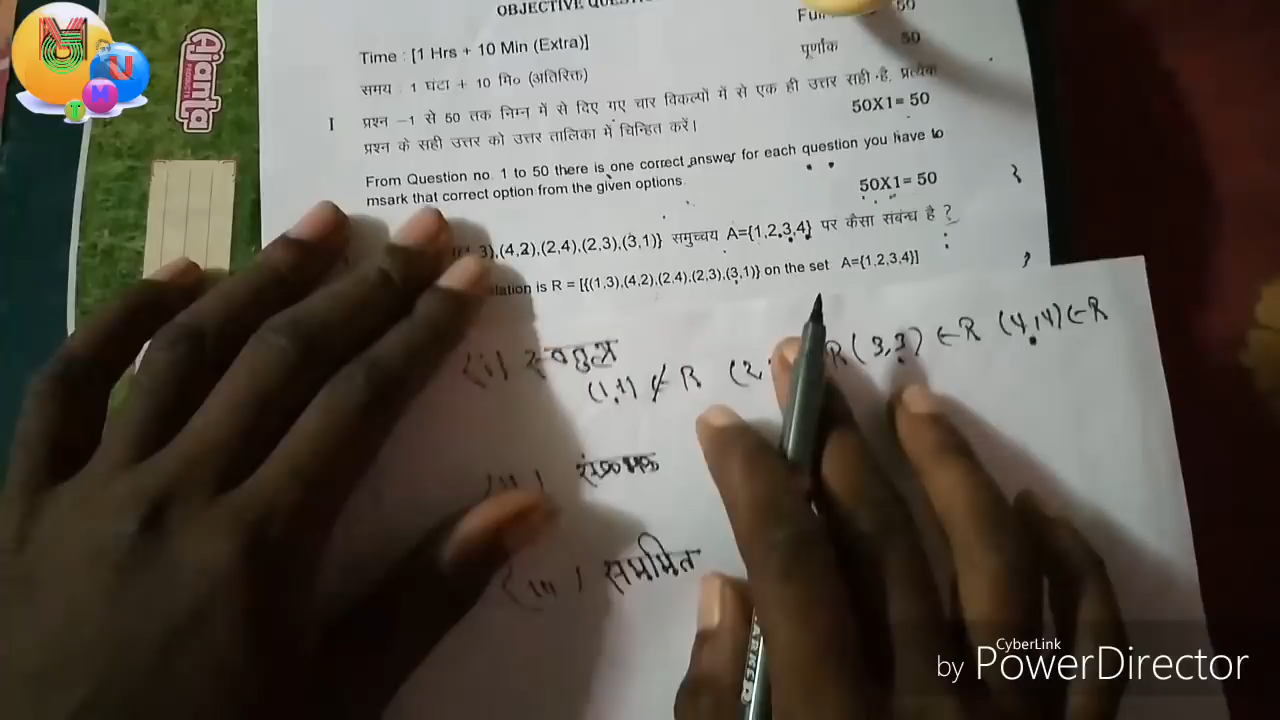 OBJECTIVE
50
Time : [1 Hrs + 10 Min (Extra)]
समय : 1 घंटा + 10 मि० (अतिरिक्त)
पूर्णांक 50
I प्रश्न –1 से 50 तक निम्न में से दिए गए चार विकल्पों में से एक ही उत्तर सही है, प्रत्येक
प्रश्न के सही उत्तर को उत्तर तालिका में चिन्हित करें। 50X1= 50
From Question no. 1 to 50 there is one correct answer for each question you have to
msark that correct option from the given options. 50X1= 50
3),(4,2),(2,4),(2,3),(3,1)} समुच्चय A={1,2,3,4} पर कैसा संबंन्ध है ?
lation is R = [{(1,3),(4,2),(2,4),(2,3),(3,1)} on the set A={1,2,3,4}]
(i)
(1,1) ∉ R (2, R (3,3) ∈R (4,4)∈R
(iii) सममित
Ajanta
PRODUCTS
M
G
U
T
H
CyberLink
by PowerDirector